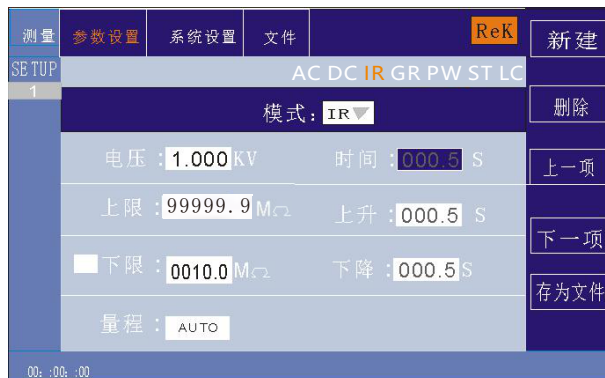 测量 参数设置 系统设置 文件 ReK 新建
SETUP AC DC IR GR PW ST LC
1
模式：IR 删除
电压：1.000 KV 时间：000.5 S 上一项
上限：99999.9 MΩ 上升：000.5 S
下一项
下限：0010.0 MΩ 下降：000.5 S
存为文件
量程：AUTO
00: :00: :00